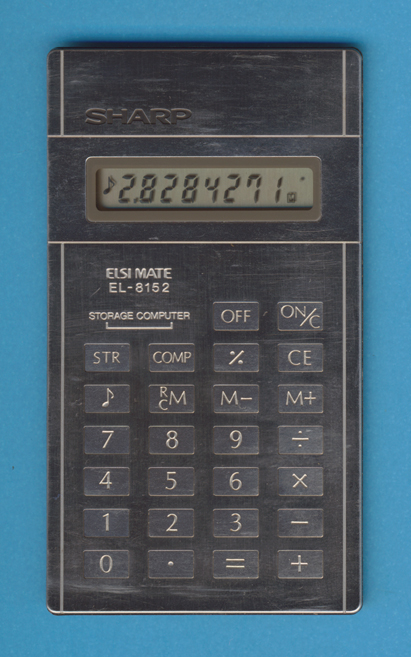 SHARP
♪2.8284271.
ELSI MATE
EL-8152
STORAGE COMPUTER
OFF ON/C
STR COMP % CE
♪ RCM M− M+
7 8 9 ÷
4 5 6 ×
1 2 3 −
0 · = +